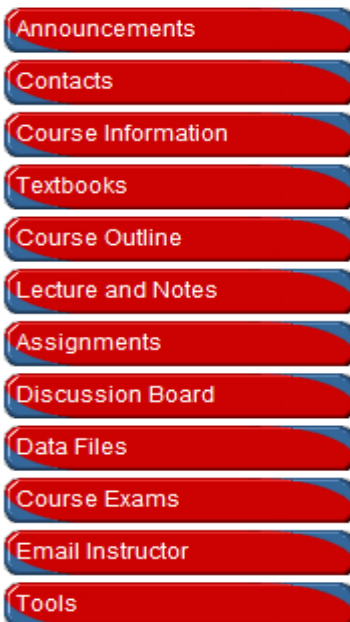 Announcements
Contacts
Course Information
Textbooks
Course Outline
Lecture and Notes
Assignments
Discussion Board
Data Files
Course Exams
Email Instructor
Tools